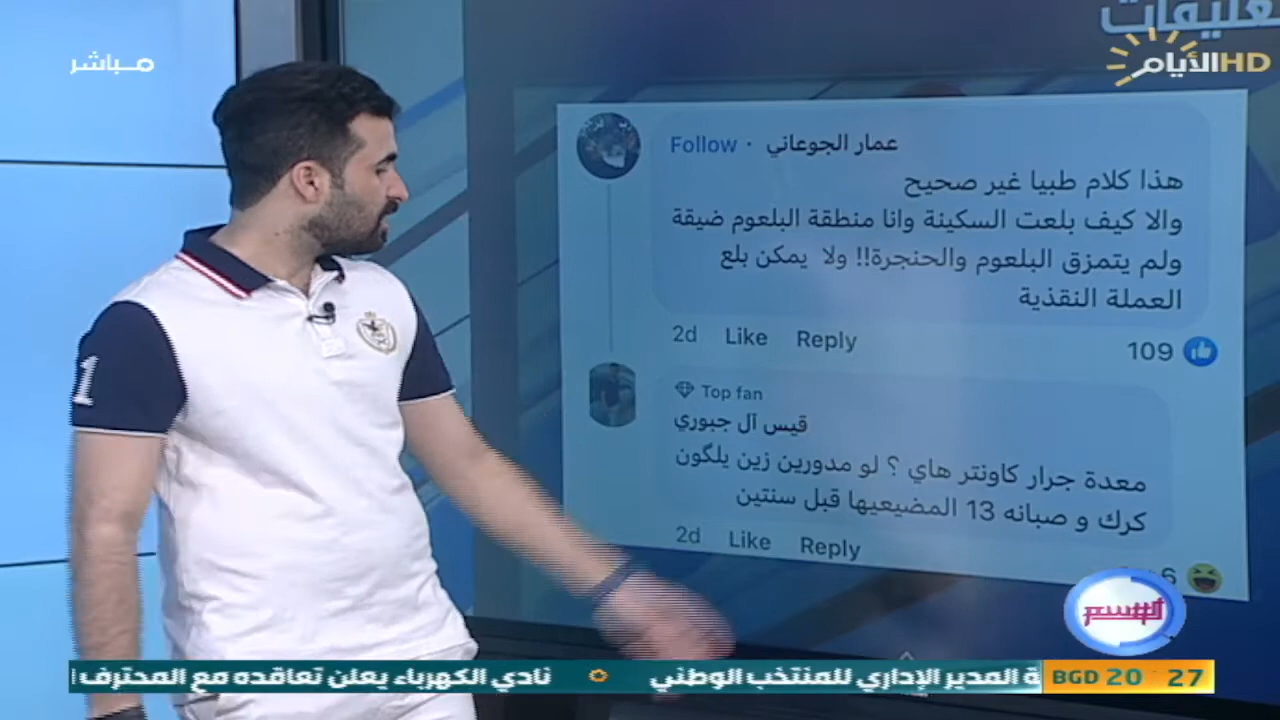 مباشر
الأيام HD
عمار الجوعاني · Follow
هذا كلام طبيا غير صحيح
والا كيف بلعت السكينة وانا منطقة البلعوم ضيقة
ولم يتمزق البلعوم والحنجرة!! ولا يمكن بلع
العملة النقذية
2d Like Reply
109
Top fan
قيس آل جبوري
معدة جرار كاونتر هاي ؟ لو مدورين زين يلگون
كرك و صبانه 13 المضيعيها قبل سنتين
2d Like Reply
6
1
BGD 20 27
المدير الإداري للمنتخب الوطني
نادي الكهرباء يعلن تعاقده مع المحترف